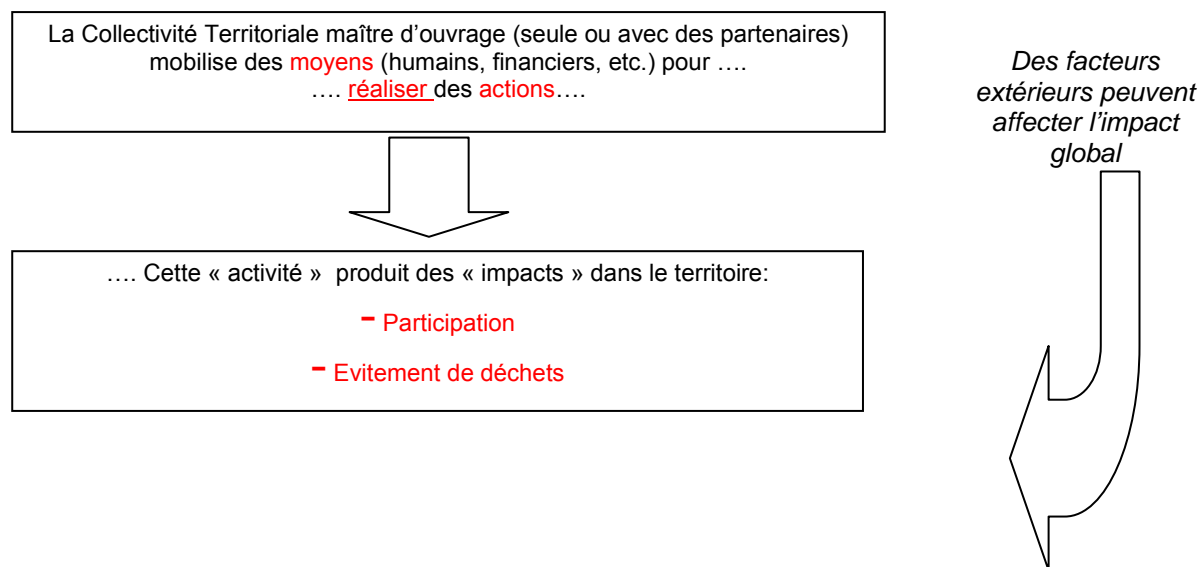 La Collectivité Territoriale maître d’ouvrage (seule ou avec des partenaires)
mobilise des moyens (humains, financiers, etc.) pour ….
…. réaliser des actions….
Des facteurs
extérieurs peuvent
affecter l’impact
global
…. Cette « activité »  produit des « impacts » dans le territoire:
- Participation
- Evitement de déchets